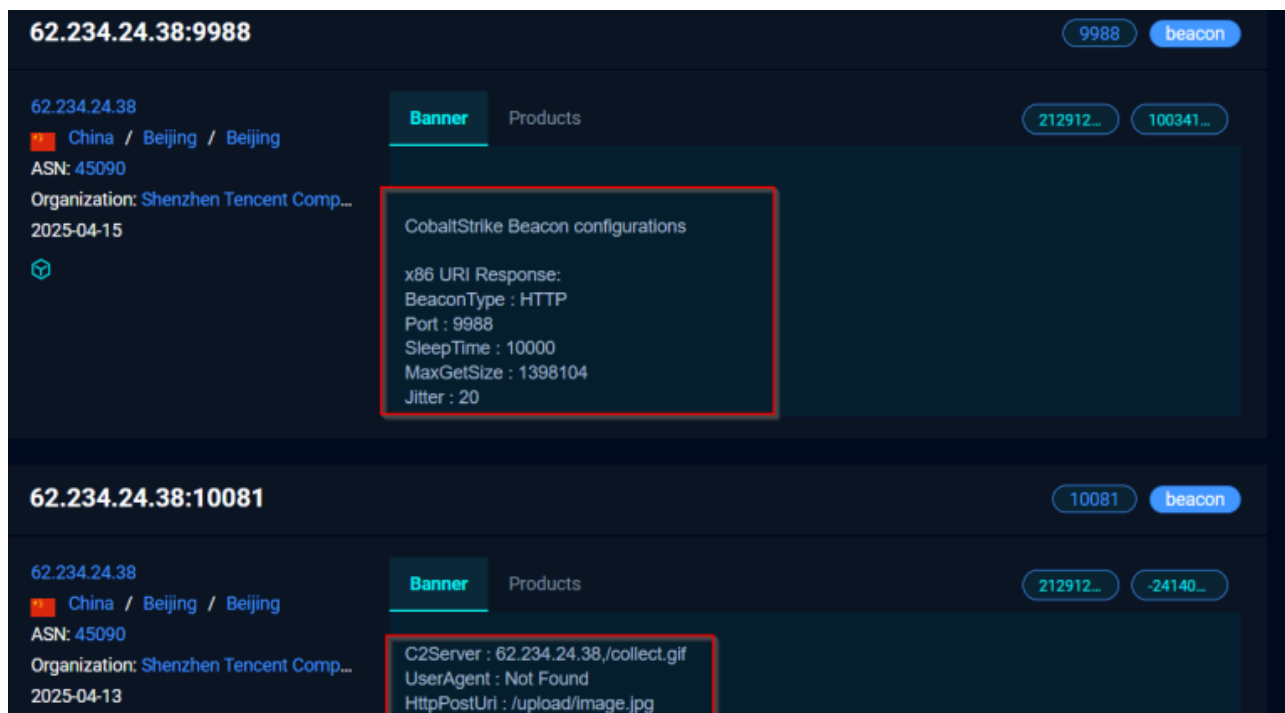 62.234.24.38:9988
9988
beacon
62.234.24.38
China / Beijing / Beijing
ASN: 45090
Organization: Shenzhen Tencent Comp...
2025-04-15
Banner
Products
212912...
100341...
CobaltStrike Beacon configurations
x86 URI Response:
BeaconType : HTTP
Port : 9988
SleepTime : 10000
MaxGetSize : 1398104
Jitter : 20
62.234.24.38:10081
10081
beacon
62.234.24.38
China / Beijing / Beijing
ASN: 45090
Organization: Shenzhen Tencent Comp...
2025-04-13
Banner
Products
212912...
-24140...
C2Server : 62.234.24.38,/collect.gif
UserAgent : Not Found
HttpPostUri : /upload/image.jpg